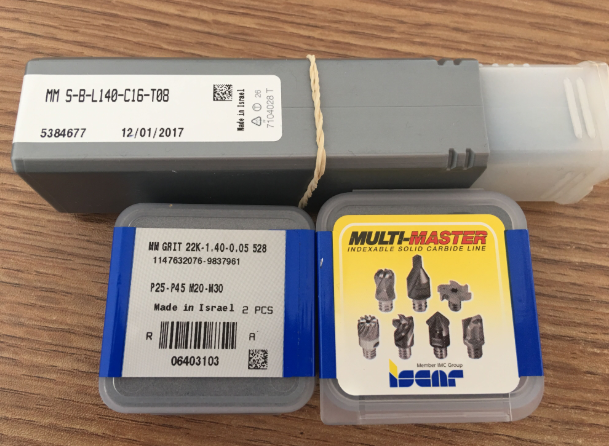 MM S-B-L140-C16-T08
5384677 12/01/2017
Made in Israel
26
7104028 T
MM GRIT 22K-1.40-0.05 528
1147632076-9837961
P25-P45 M20-M30
Made in Israel 2 PCS
R A
06403103
MULTI-MASTER
INDEXABLE SOLID CARBIDE LINE
Member IMC Group
iscar